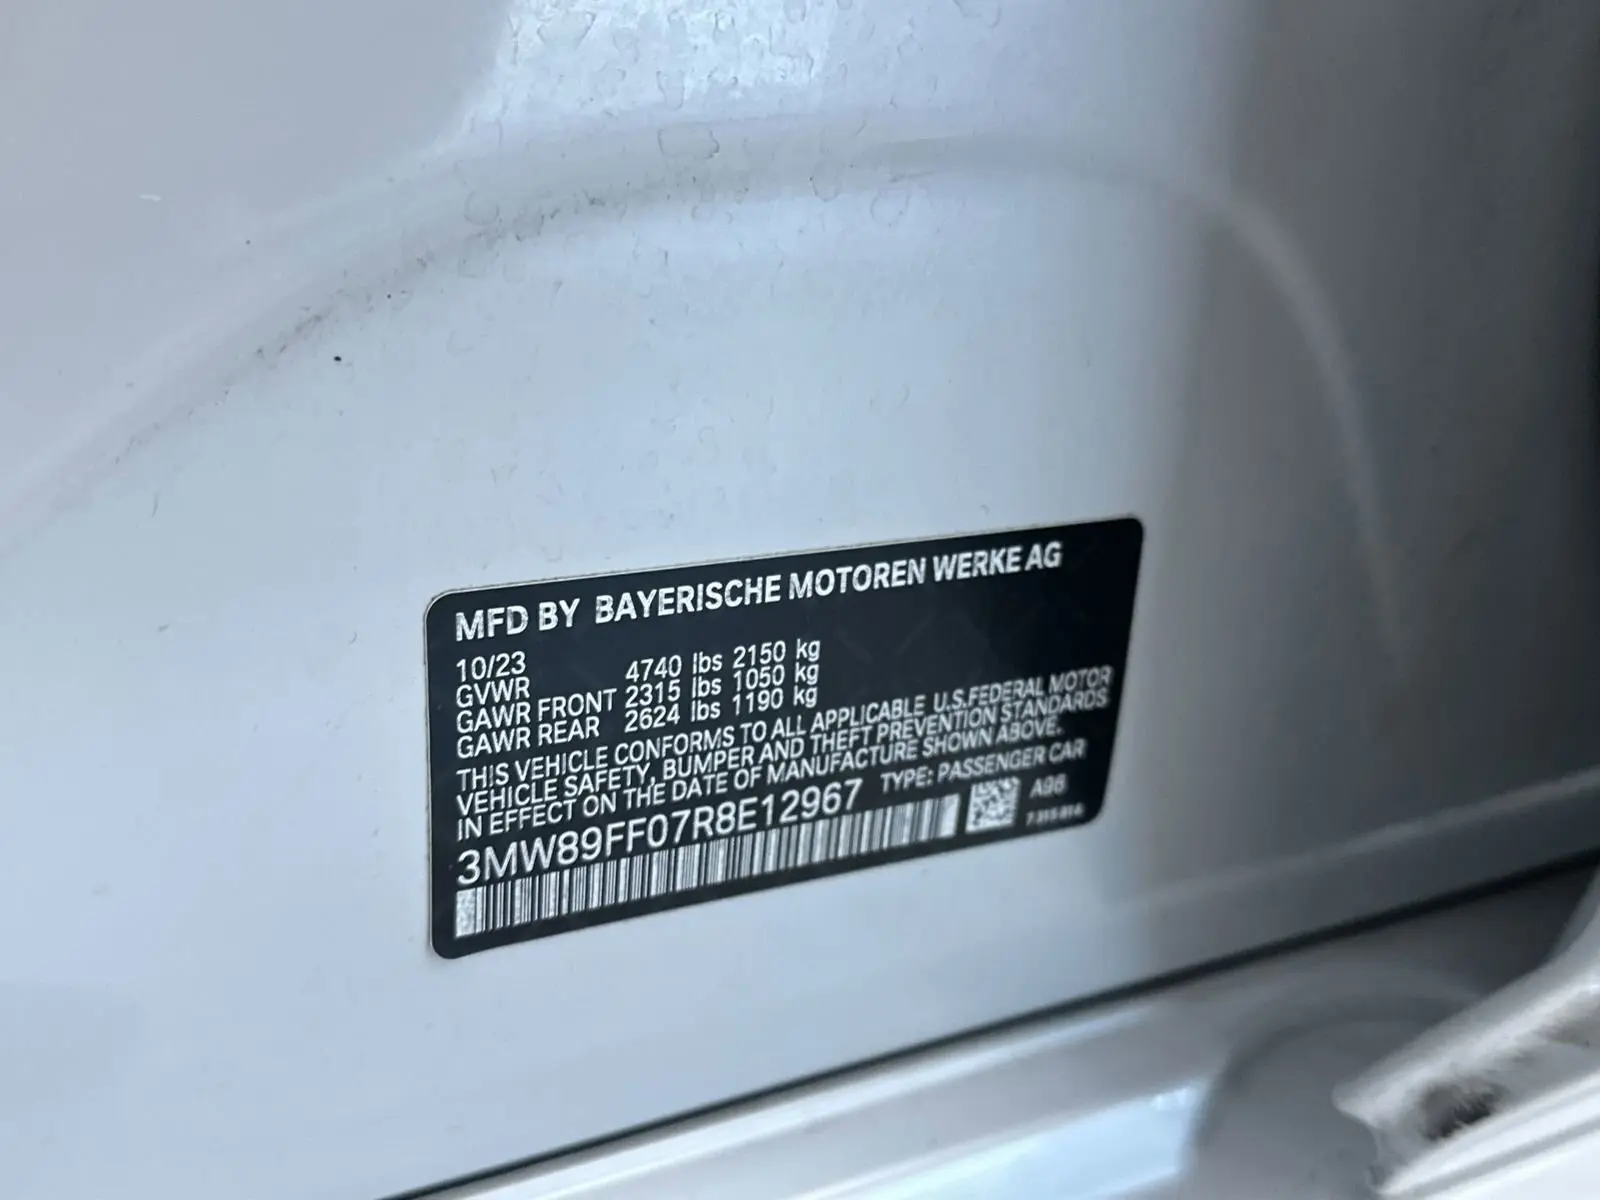 MFD BY BAYERISCHE MOTOREN WERKE AG
10/23
GVWR 4740 lbs 2150 kg
GAWR FRONT 2315 lbs 1050 kg
GAWR REAR 2624 lbs 1190 kg
THIS VEHICLE CONFORMS TO ALL APPLICABLE U.S.FEDERAL MOTOR
VEHICLE SAFETY, BUMPER AND THEFT PREVENTION STANDARDS
IN EFFECT ON THE DATE OF MANUFACTURE SHOWN ABOVE.
3MW89FF07R8E12967 TYPE: PASSENGER CAR
A96